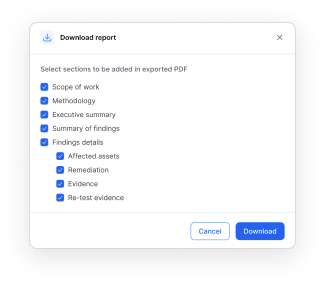 Download report
Select sections to be added in exported PDF
Scope of work
Methodology
Executive summary
Summary of findings
Findings details
Affected assets
Remediation
Evidence
Re-test evidence
Cancel
Download